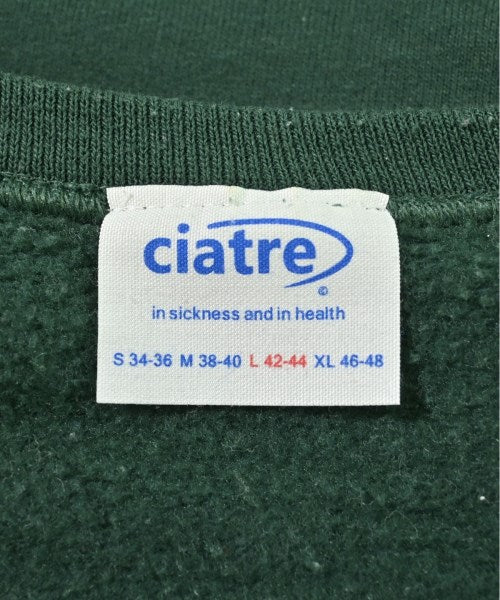 ciatre
©
in sickness and in health
S 34-36 M 38-40 L 42-44 XL 46-48